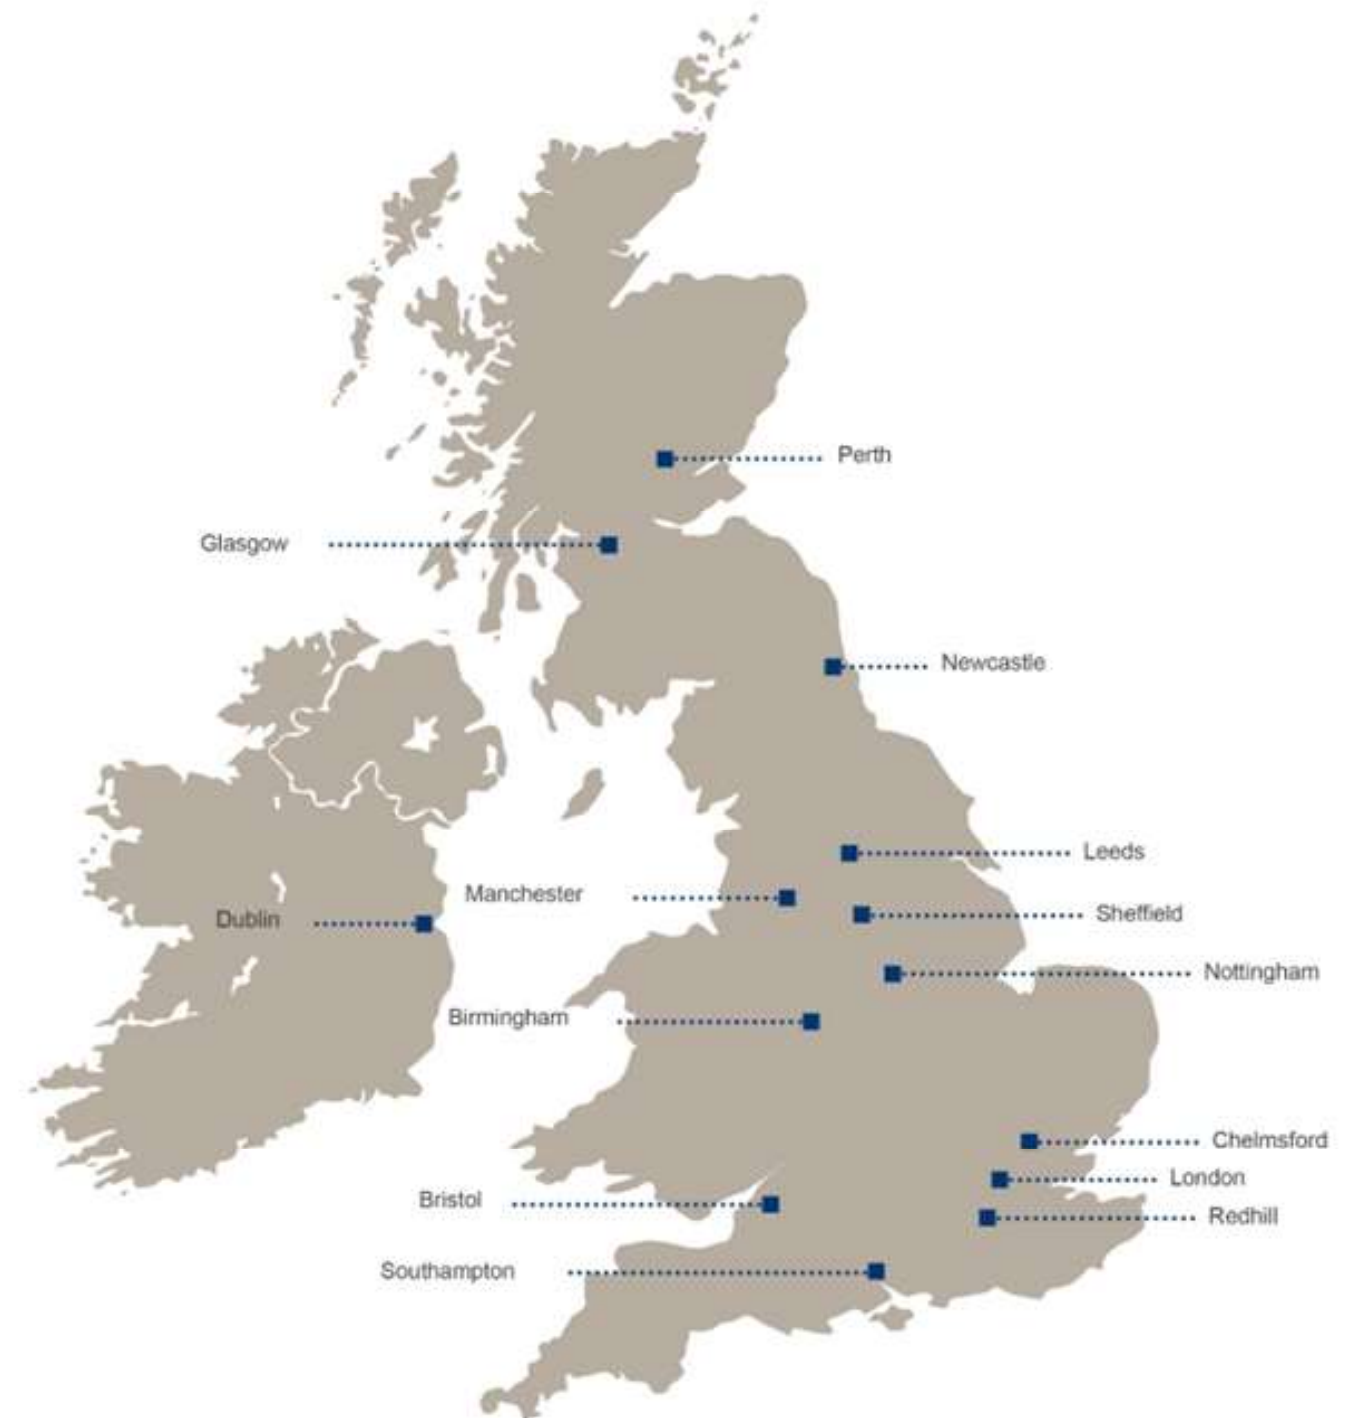 Perth
Glasgow
Newcastle
Leeds
Manchester
Sheffield
Dublin
Nottingham
Birmingham
Chelmsford
London
Bristol
Redhill
Southampton